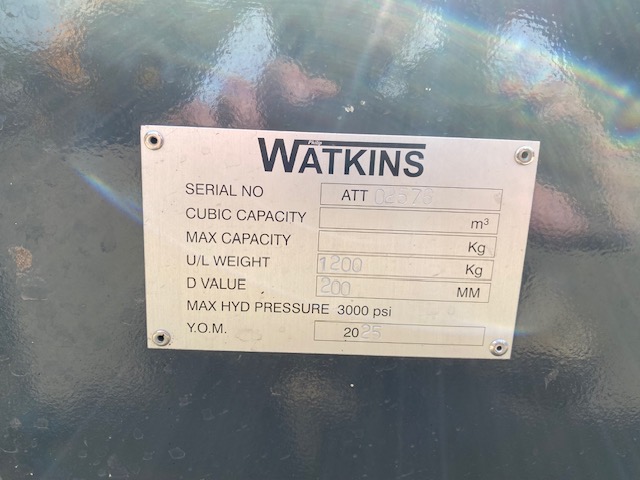 Philip
WATKINS
SERIAL NO ATT
CUBIC CAPACITY m³
MAX CAPACITY Kg
U/L WEIGHT 1200 Kg
D VALUE 200 MM
MAX HYD PRESSURE 3000 psi
Y.O.M. 2025